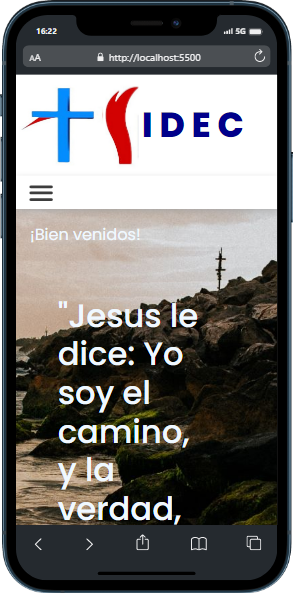 16:22
5G
AA
http://localhost:5500
IDEC
¡Bien venidos!
"Jesus le
dice: Yo
soy el
camino,
y la
verdad,